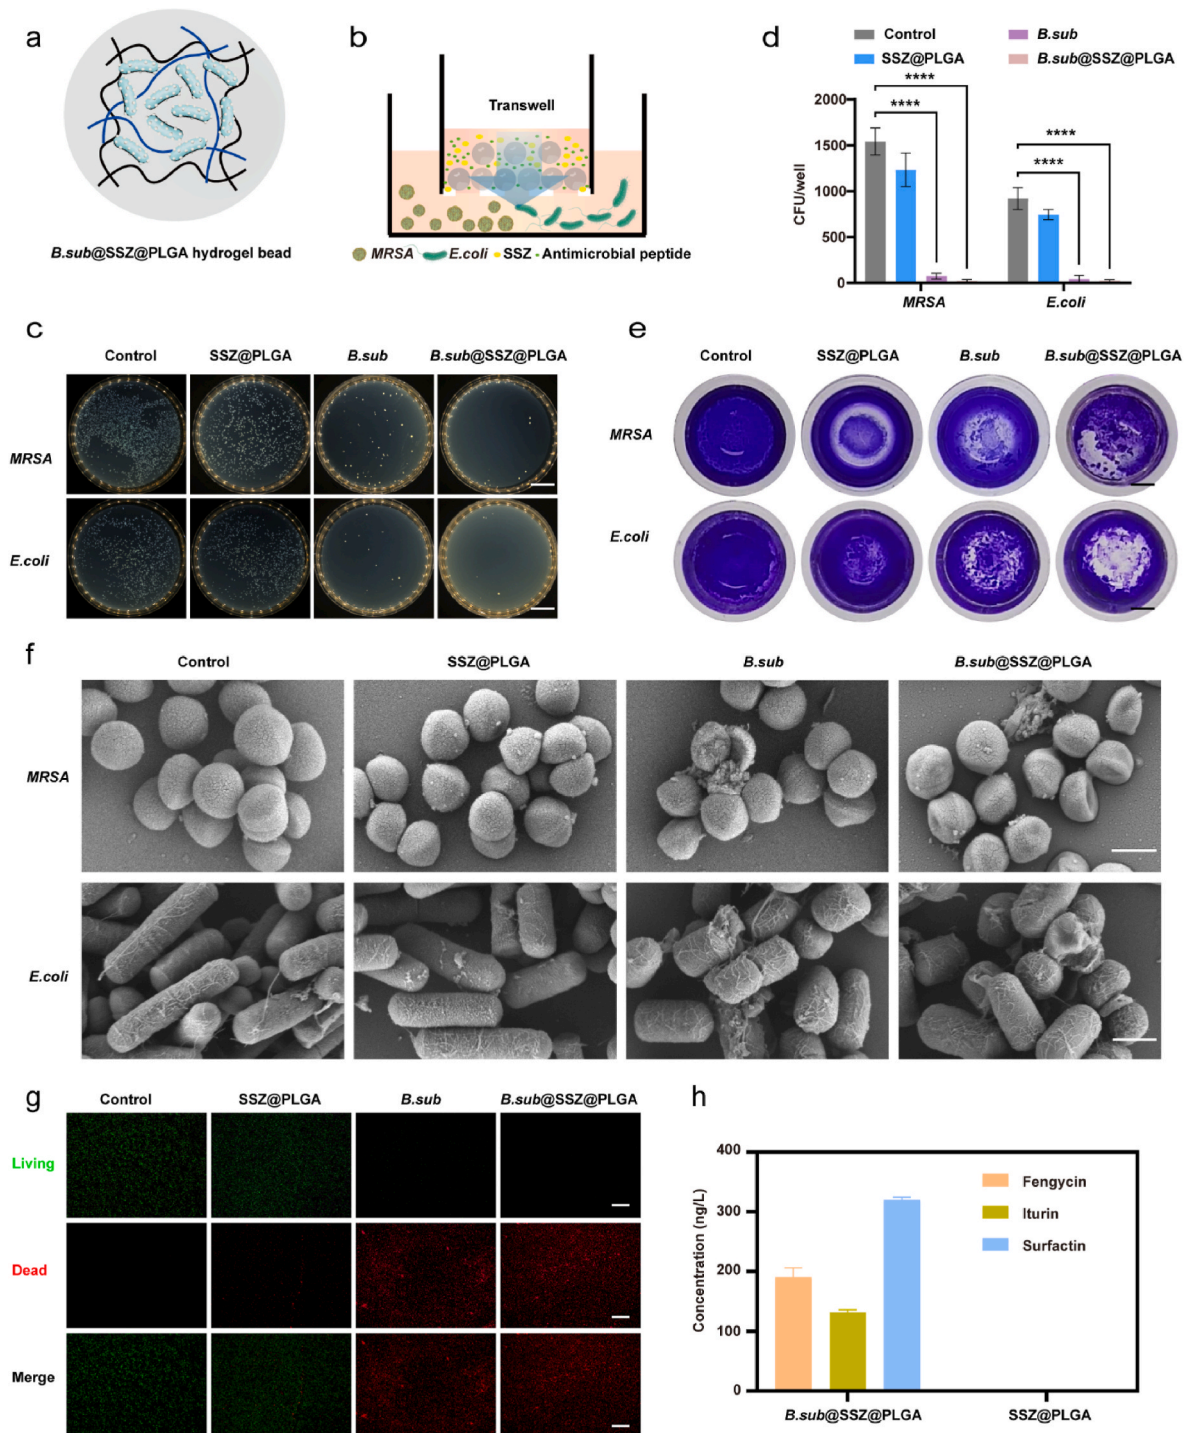 a
B.sub@SSZ@PLGA hydrogel bead
b
Transwell
MRSA E.coli SSZ Antimicrobial peptide
d
Control B.sub
SSZ@PLGA B.sub@SSZ@PLGA
2000
1500
1000
500
0
CFU/well
****
****
****
****
MRSA E.coli
c
Control SSZ@PLGA B.sub B.sub@SSZ@PLGA
MRSA
E.coli
e
Control SSZ@PLGA B.sub B.sub@SSZ@PLGA
MRSA
E.coli
f
Control SSZ@PLGA B.sub B.sub@SSZ@PLGA
MRSA
E.coli
g
Control SSZ@PLGA B.sub B.sub@SSZ@PLGA
Living
Dead
Merge
h
400
300
200
100
0
Concentration (ng/L)
Fengycin
Iturin
Surfactin
B.sub@SSZ@PLGA SSZ@PLGA